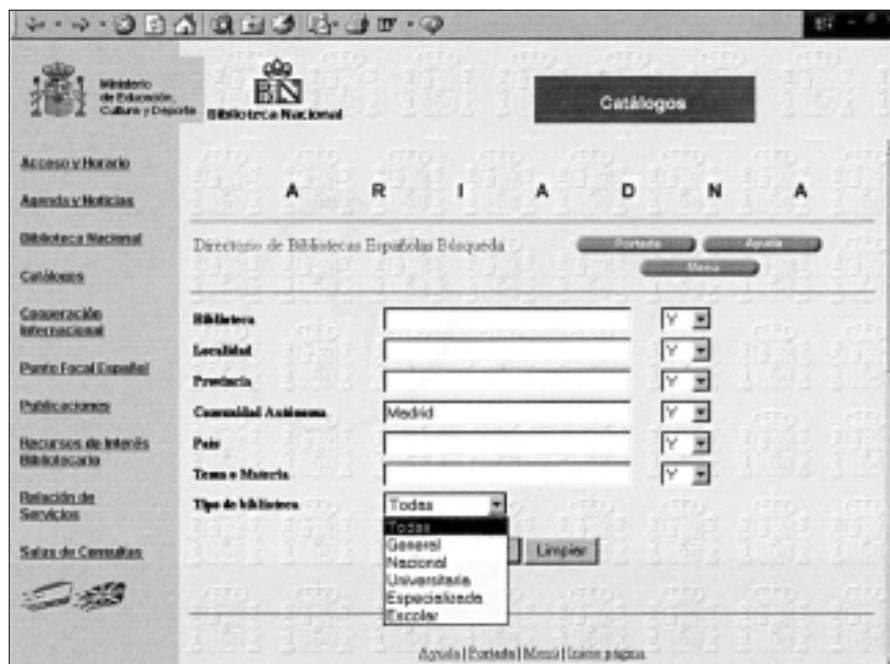 Ministerio
de Educación,
Cultura y Deporte
BN
Biblioteca Nacional
Catálogos
Acceso y Horario
Agenda y Noticias
Biblioteca Nacional
Catálogos
Cooperación
Internacional
Punto Focal Español
Publicaciones
Recursos de Interés
Bibliotecario
Relación de
Servicios
Salas de Consultas
A R I A D N A
Directorio de Bibliotecas Españolas Búsqueda
Portada
Ayuda
Menú
Biblioteca Y
Localidad Y
Provincia Y
Comunidad Autónoma Madrid Y
País Y
Tema o Materia Y
Tipo de biblioteca Todas
Todas
General
Nacional
Universitaria
Especializada
Escolar
Limpiar
Ayuda | Portada | Menú | Inicio página